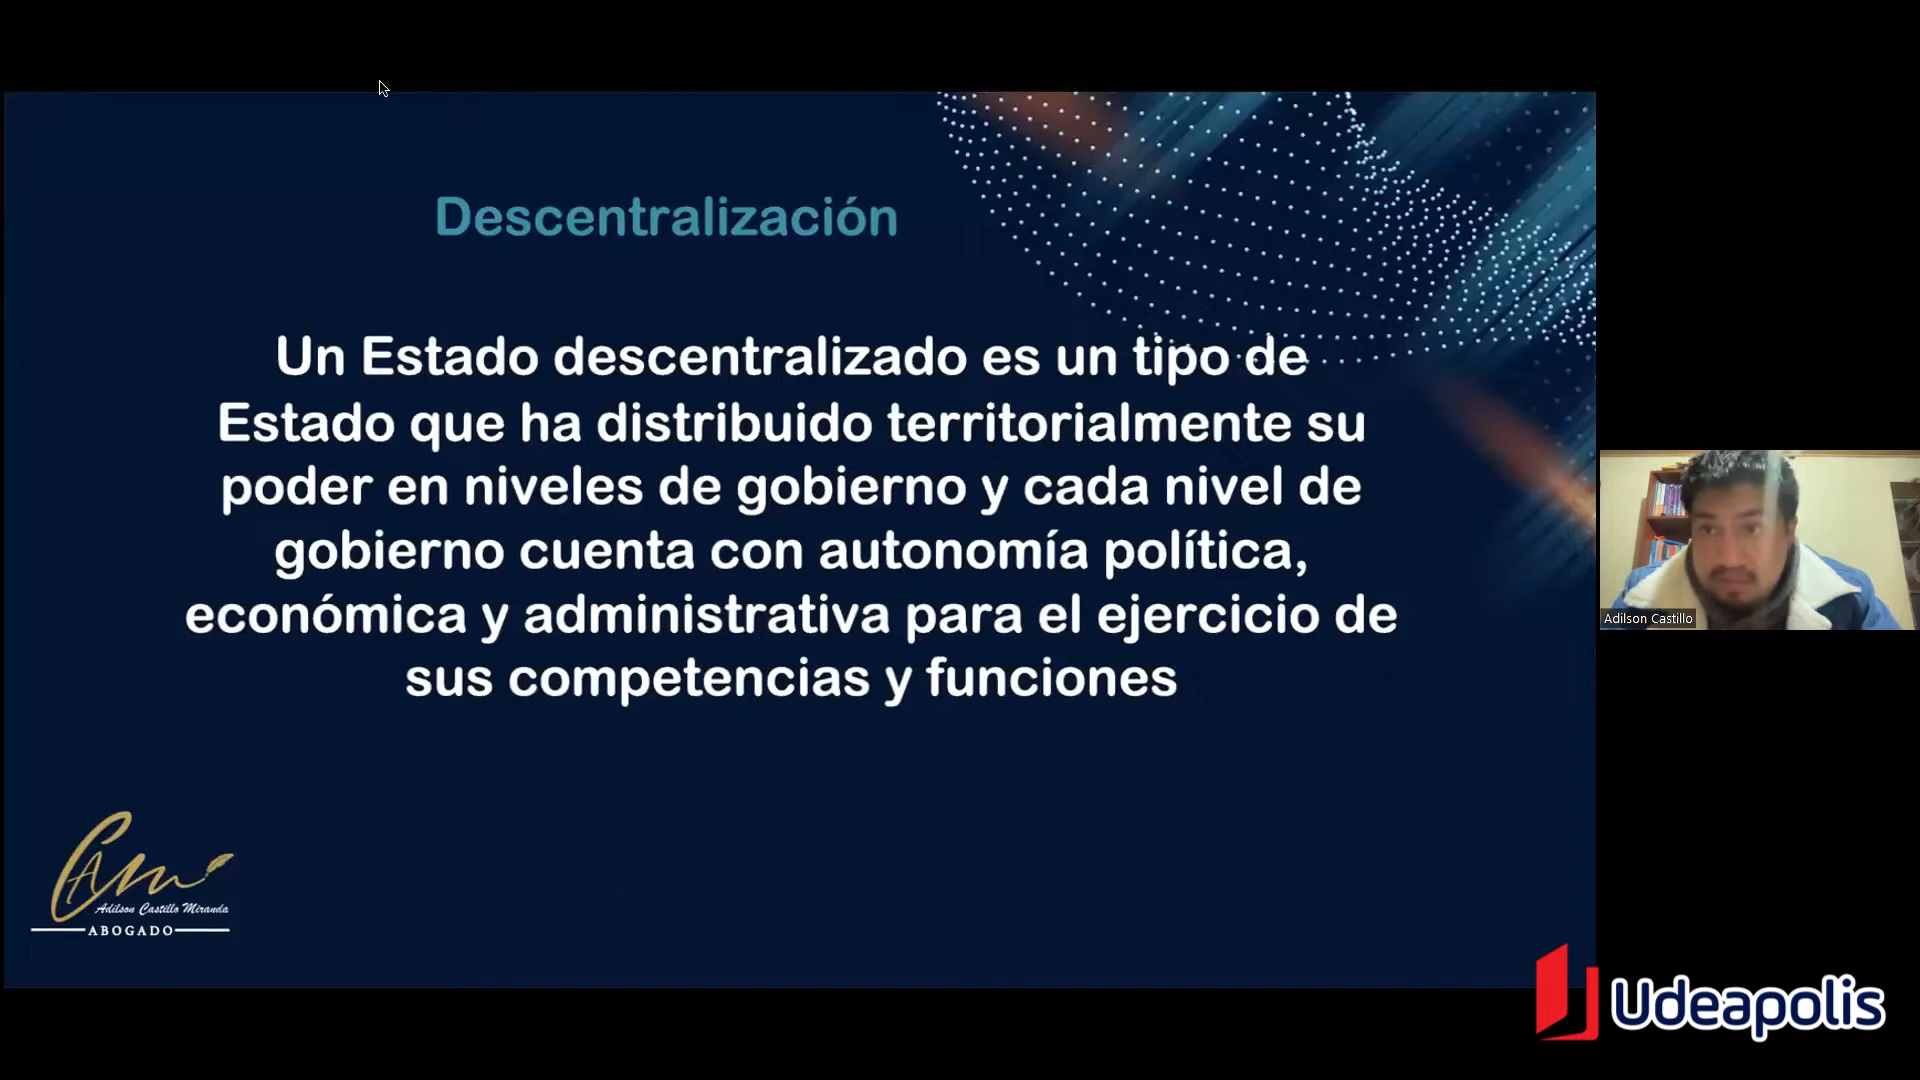 Descentralización
Un Estado descentralizado es un tipo de
Estado que ha distribuido territorialmente su
poder en niveles de gobierno y cada nivel de
gobierno cuenta con autonomía política,
económica y administrativa para el ejercicio de
sus competencias y funciones
Adilson Castillo
CAm
Adilson Castillo Miranda
ABOGADO
Udeapolis